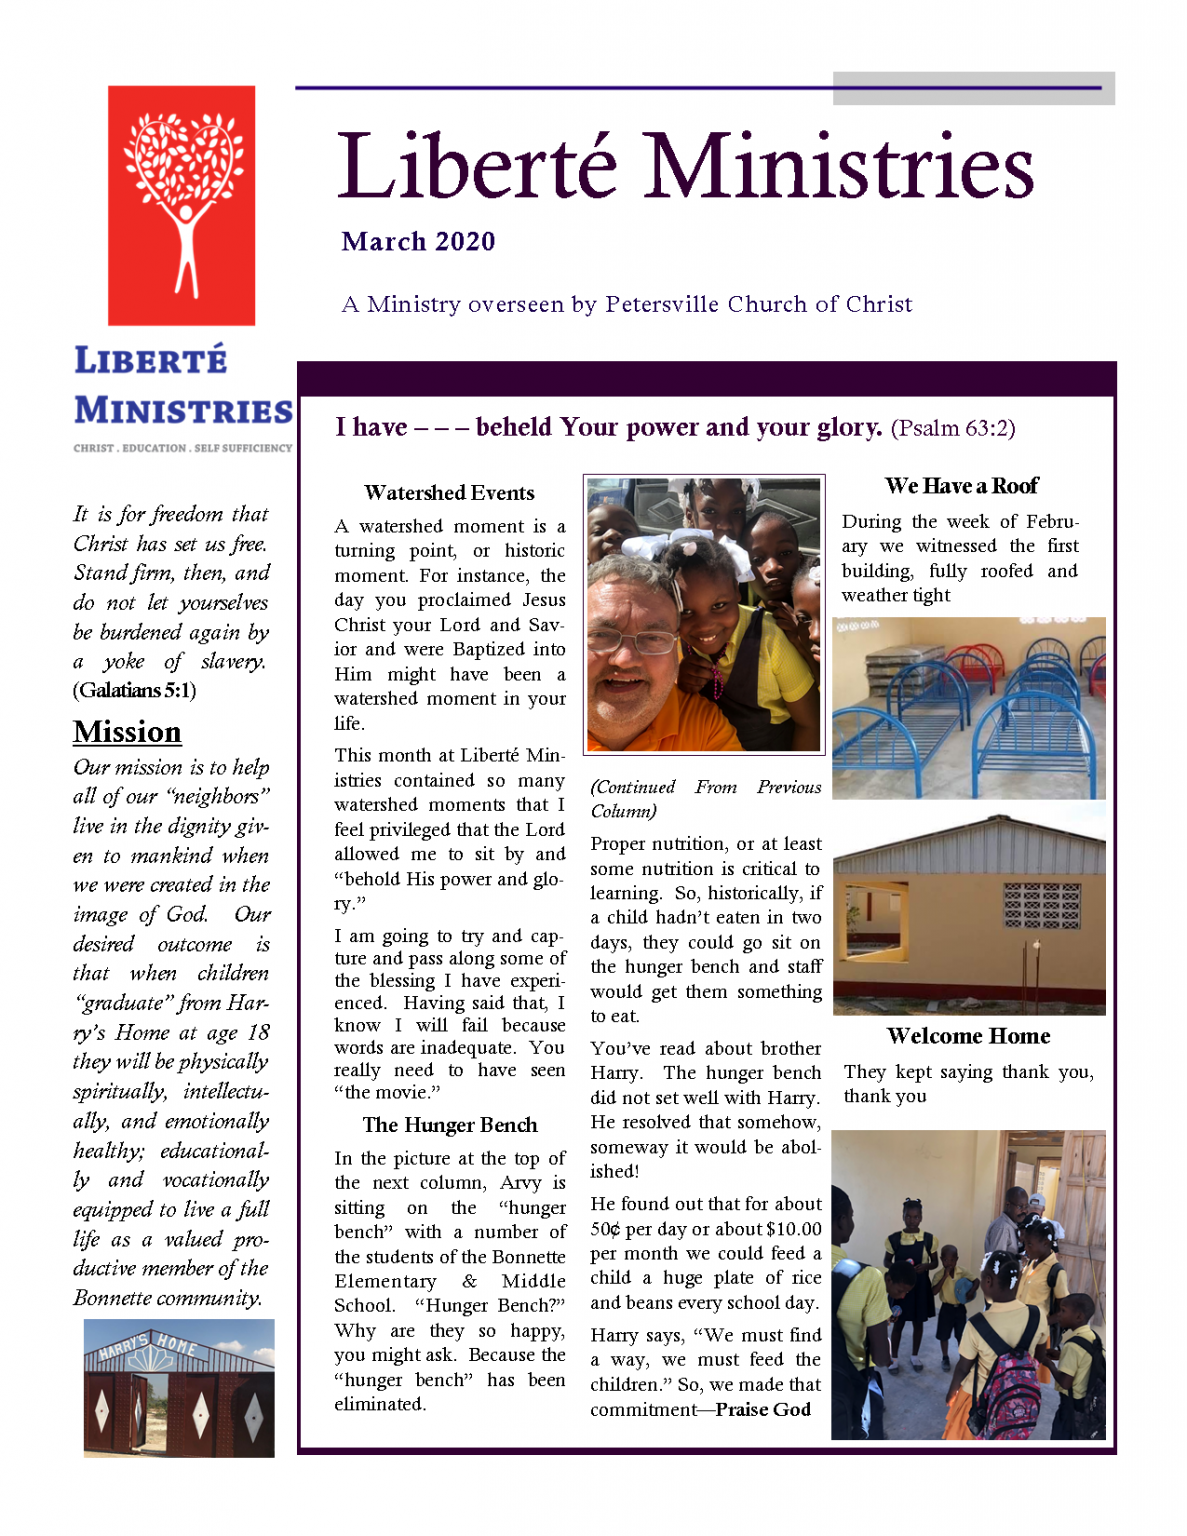 Liberté Ministries
March 2020
A Ministry overseen by Petersville Church of Christ
LIBERTÉ
MINISTRIES
CHRIST . EDUCATION . SELF SUFFICIENCY
It is for freedom that
Christ has set us free.
Stand firm, then, and
do not let yourselves
be burdened again by
a yoke of slavery.
(Galatians 5:1)
Mission
Our mission is to help
all of our “neighbors”
live in the dignity giv-
en to mankind when
we were created in the
image of God. Our
desired outcome is
that when children
“graduate” from Har-
ry’s Home at age 18
they will be physically
spiritually, intellectu-
ally, and emotionally
healthy; educational-
ly and vocationally
equipped to live a full
life as a valued pro-
ductive member of the
Bonnette community.
HARRY'S HOME
I have – – – beheld Your power and your glory. (Psalm 63:2)
Watershed Events
A watershed moment is a
turning point, or historic
moment. For instance, the
day you proclaimed Jesus
Christ your Lord and Sav-
ior and were Baptized into
Him might have been a
watershed moment in your
life.
This month at Liberté Min-
istries contained so many
watershed moments that I
feel privileged that the Lord
allowed me to sit by and
“behold His power and glo-
ry.”
I am going to try and cap-
ture and pass along some of
the blessing I have experi-
enced. Having said that, I
know I will fail because
words are inadequate. You
really need to have seen
“the movie.”
The Hunger Bench
In the picture at the top of
the next column, Arvy is
sitting on the “hunger
bench” with a number of
the students of the Bonnette
Elementary & Middle
School. “Hunger Bench?”
Why are they so happy,
you might ask. Because the
“hunger bench” has been
eliminated.
(Continued From Previous
Column)
Proper nutrition, or at least
some nutrition is critical to
learning. So, historically, if
a child hadn’t eaten in two
days, they could go sit on
the hunger bench and staff
would get them something
to eat.
You’ve read about brother
Harry. The hunger bench
did not set well with Harry.
He resolved that somehow,
someway it would be abol-
ished!
He found out that for about
50¢ per day or about $10.00
per month we could feed a
child a huge plate of rice
and beans every school day.
Harry says, “We must find
a way, we must feed the
children.” So, we made that
commitment—Praise God
We Have a Roof
During the week of Febru-
ary we witnessed the first
building, fully roofed and
weather tight
Welcome Home
They kept saying thank you,
thank you